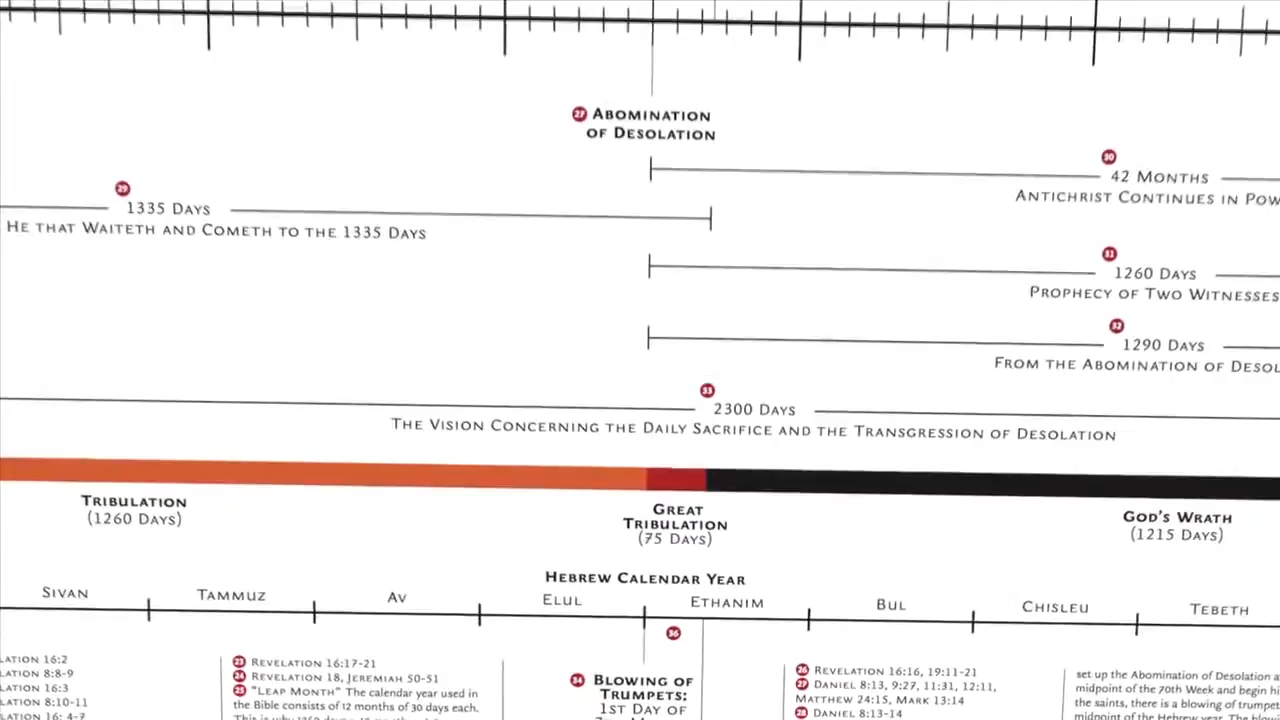 27 ABOMINATION
OF DESOLATION
30
42 MONTHS
ANTICHRIST CONTINUES IN POW
29
1335 DAYS
HE THAT WAITETH AND COMETH TO THE 1335 DAYS
31
1260 DAYS
PROPHECY OF TWO WITNESSES
32
1290 DAYS
FROM THE ABOMINATION OF DESOL
33
2300 DAYS
THE VISION CONCERNING THE DAILY SACRIFICE AND THE TRANSGRESSION OF DESOLATION
TRIBULATION
(1260 DAYS)
GREAT
TRIBULATION
(75 DAYS)
GOD'S WRATH
(1215 DAYS)
HEBREW CALENDAR YEAR
SIVAN TAMMUZ AV ELUL ETHANIM BUL CHISLEU TEBETH
36
LATION 16:2
LATION 8:8-9
LATION 16:3
LATION 8:10-11
LATION 16: 4-7
23 REVELATION 16:17-21
24 REVELATION 18, JEREMIAH 50-51
25 "LEAP MONTH" The calendar year used in
the Bible consists of 12 months of 30 days each.
34 BLOWING OF
TRUMPETS:
1ST DAY OF
26 REVELATION 16:16, 19:11-21
27 DANIEL 8:13, 9:27, 11:31, 12:11,
MATTHEW 24:15, MARK 13:14
28 DANIEL 8:13-14
set up the Abomination of Desolation a
midpoint of the 70th Week and begin hi
the saints, there is a blowing of trumpet
midpoint of the Hebrew year. The blow